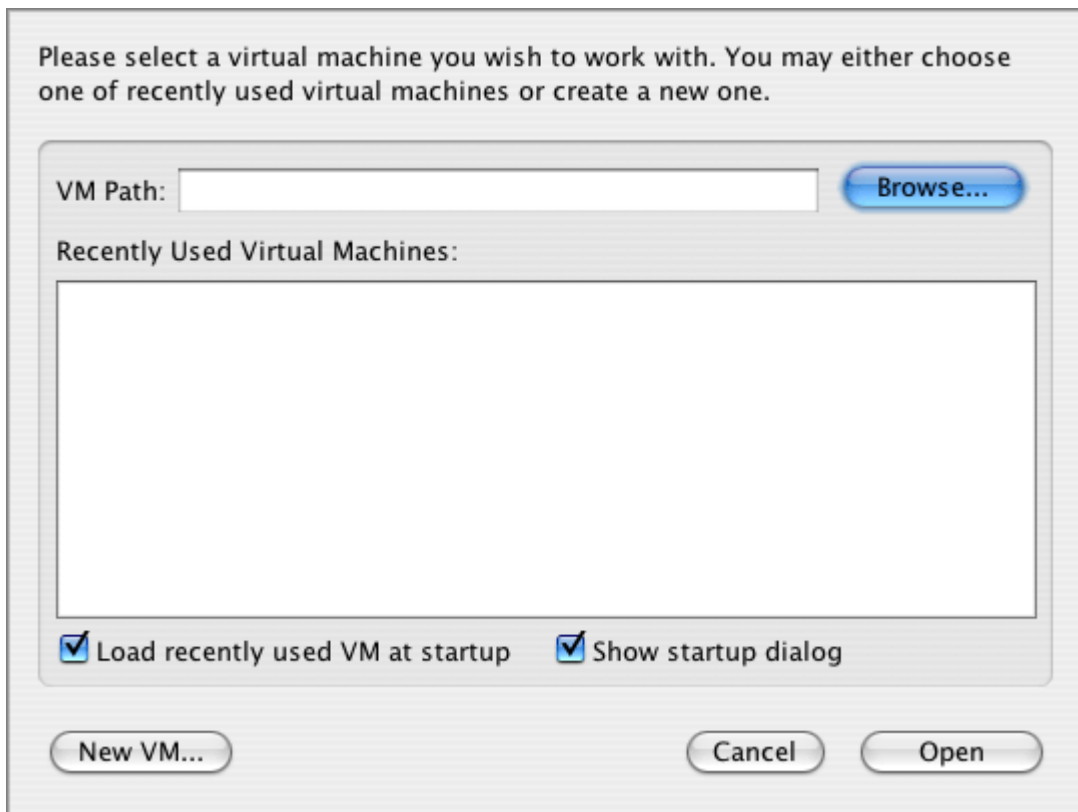 Please select a virtual machine you wish to work with. You may either choose
one of recently used virtual machines or create a new one.
VM Path:
Browse...
Recently Used Virtual Machines:
Load recently used VM at startup
Show startup dialog
New VM...
Cancel
Open